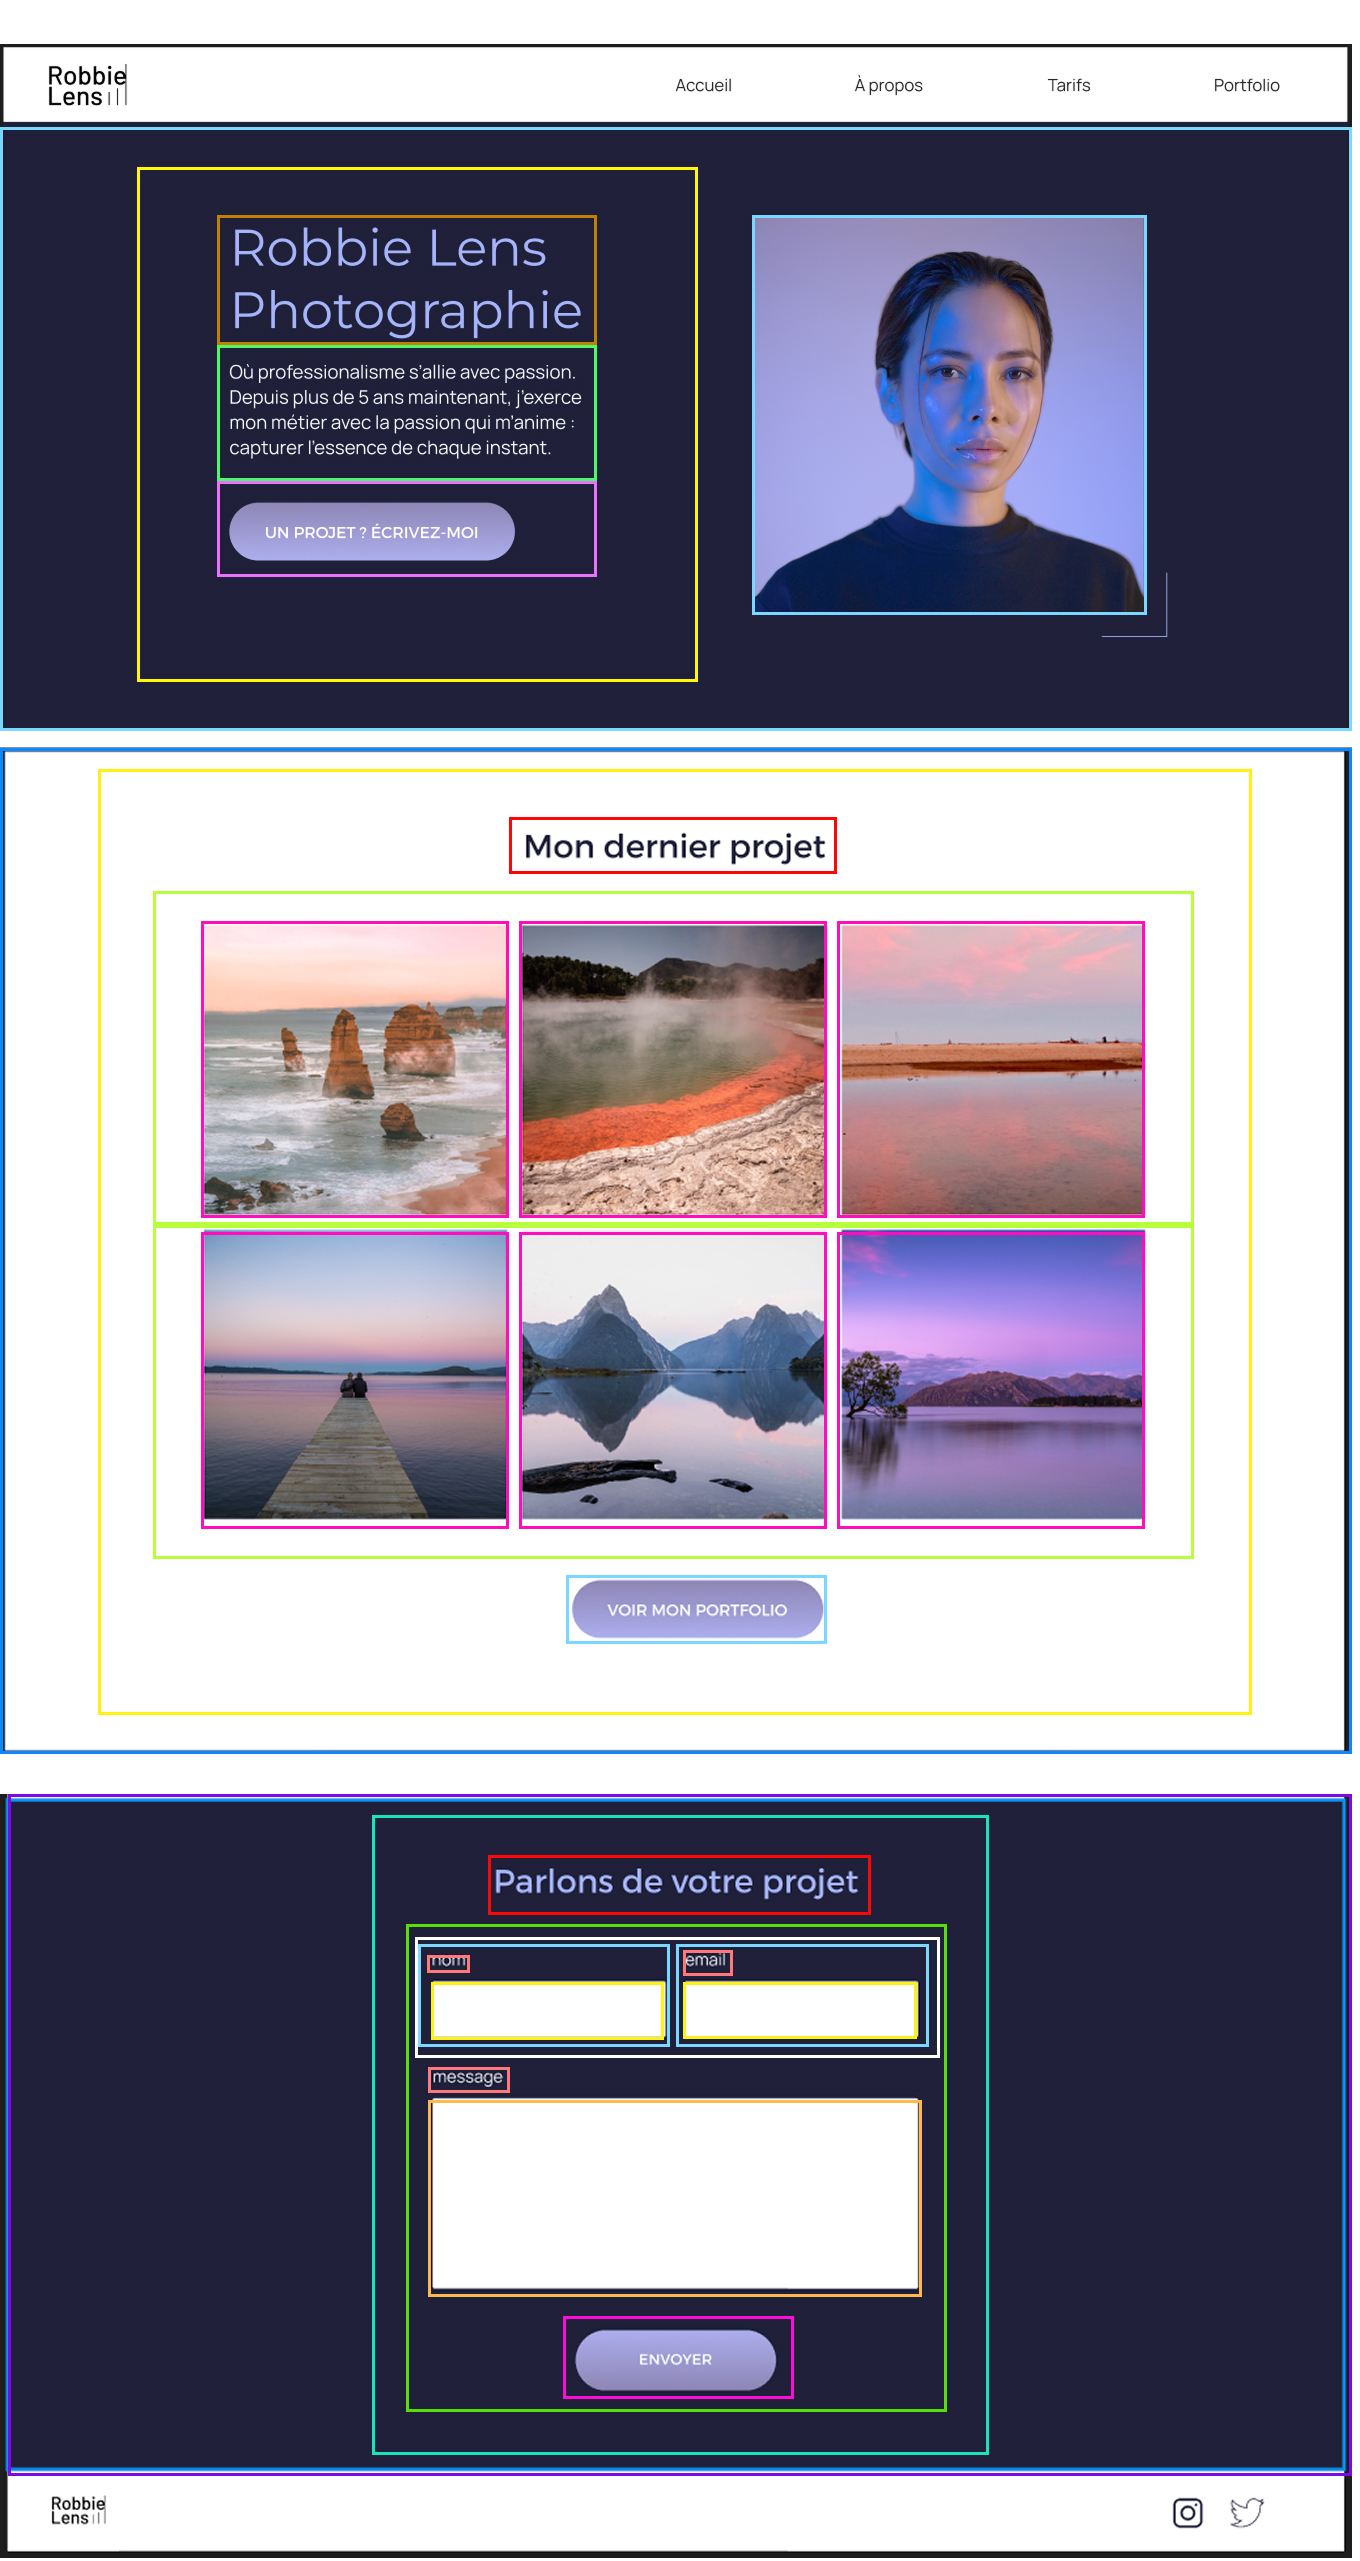 Robbie
Lens
Accueil
À propos
Tarifs
Portfolio
Robbie Lens
Photographie
Où professionalisme s'allie avec passion.
Depuis plus de 5 ans maintenant, j'exerce
mon métier avec la passion qui m'anime :
capturer l'essence de chaque instant.
UN PROJET ? ÉCRIVEZ-MOI
Mon dernier projet
VOIR MON PORTFOLIO
Parlons de votre projet
nom
email
message
ENVOYER
Robbie
Lens